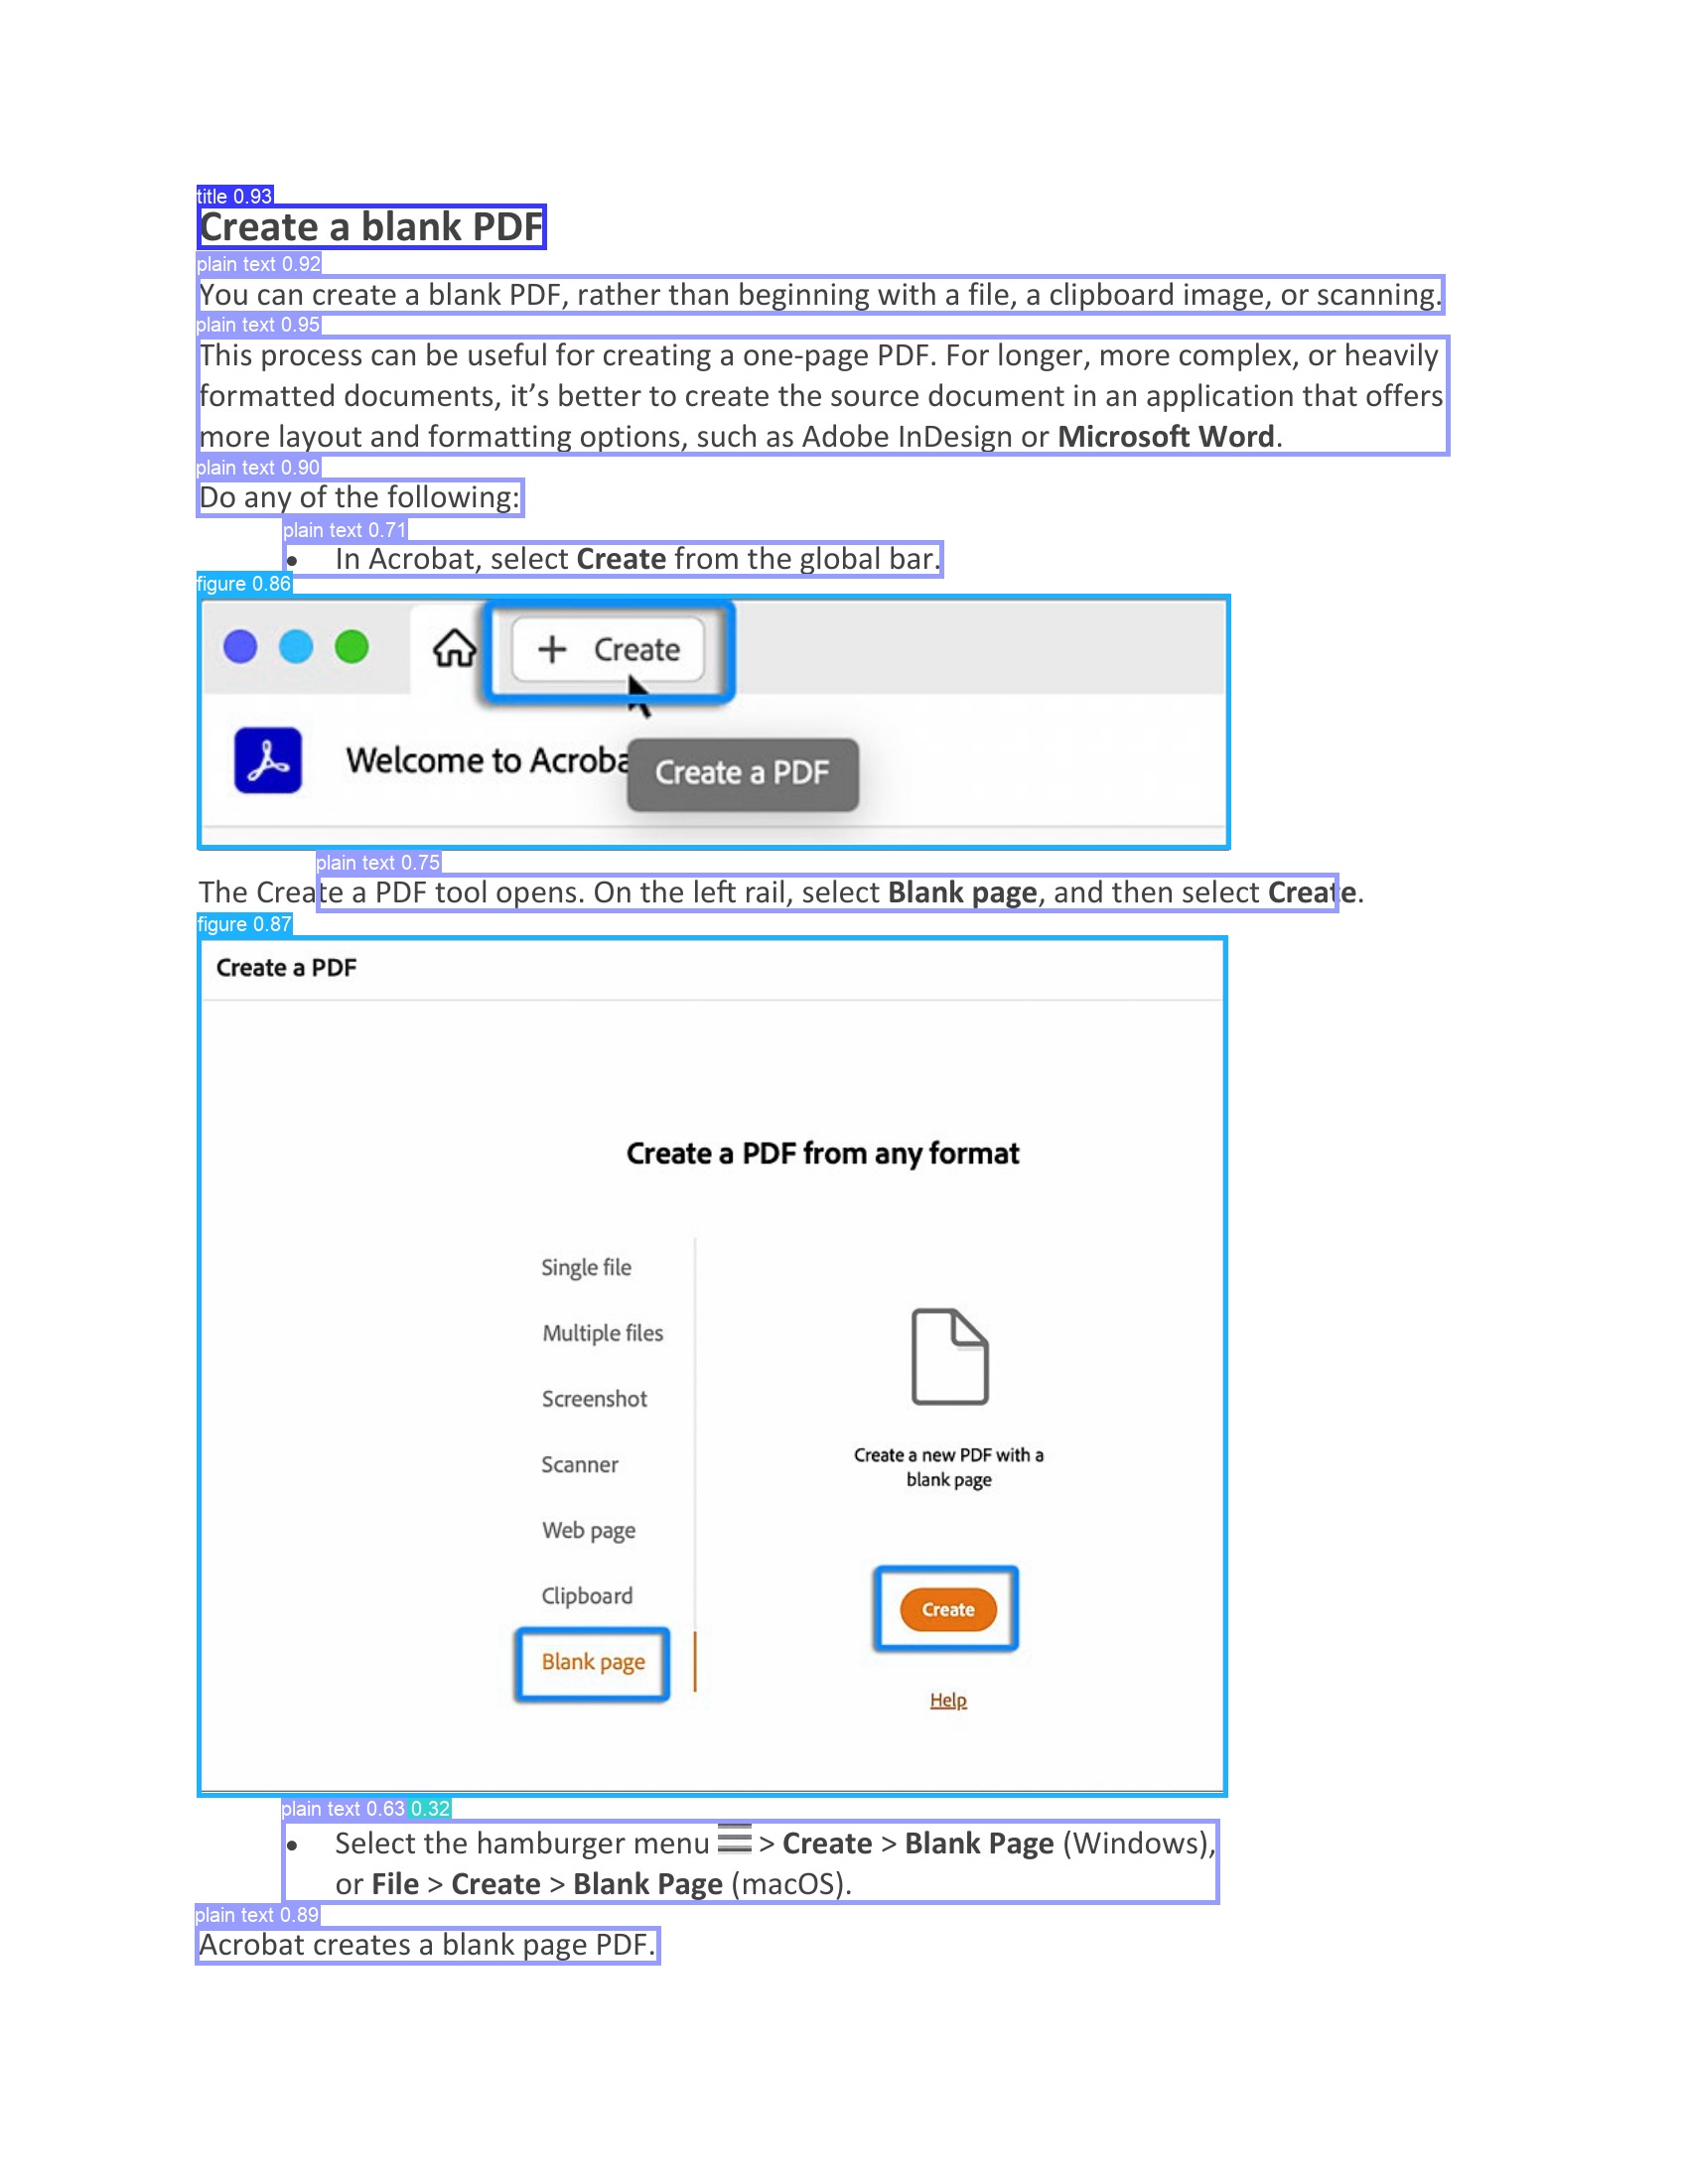 title 0.93
Create a blank PDF
plain text 0.92
You can create a blank PDF, rather than beginning with a file, a clipboard image, or scanning.
plain text 0.95
This process can be useful for creating a one-page PDF. For longer, more complex, or heavily
formatted documents, it’s better to create the source document in an application that offers
more layout and formatting options, such as Adobe InDesign or Microsoft Word.
plain text 0.90
Do any of the following:
plain text 0.71
• In Acrobat, select Create from the global bar.
figure 0.86
+ Create
Welcome to Acroba
Create a PDF
plain text 0.75
The Create a PDF tool opens. On the left rail, select Blank page, and then select Create.
figure 0.87
Create a PDF
Create a PDF from any format
Single file
Multiple files
Screenshot
Scanner
Web page
Clipboard
Blank page
Create a new PDF with a
blank page
Create
Help
plain text 0.63 0.32
• Select the hamburger menu > Create > Blank Page (Windows),
or File > Create > Blank Page (macOS).
plain text 0.89
Acrobat creates a blank page PDF.